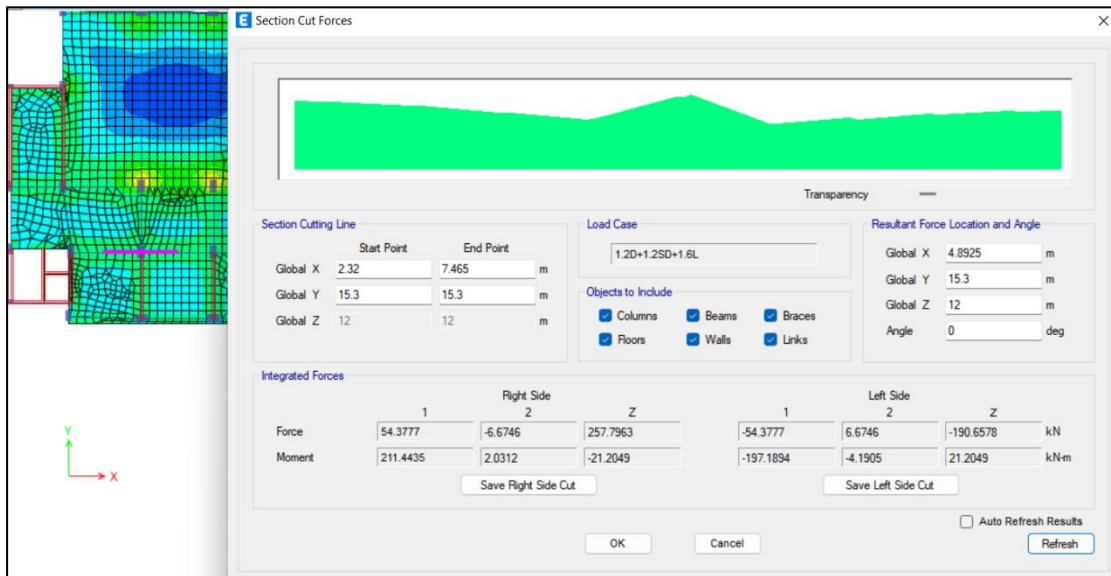 E Section Cut Forces
Transparency
Section Cutting Line
Start Point End Point
Global X 2.32 7.465 m
Global Y 15.3 15.3 m
Global Z 12 12 m
Load Case
1.2D+1.2SD+1.6L
Objects to Include
Columns Beams Braces
Floors Walls Links
Resultant Force Location and Angle
Global X 4.8925 m
Global Y 15.3 m
Global Z 12 m
Angle 0 deg
Integrated Forces
Right Side Left Side
1 2 Z 1 2 Z
Force 54.3777 -6.6746 257.7963 -54.3777 6.6746 -190.6578 kN
Moment 211.4435 2.0312 -21.2049 -197.1894 -4.1905 21.2049 kN-m
Save Right Side Cut Save Left Side Cut
Auto Refresh Results
OK Cancel Refresh
Y
X